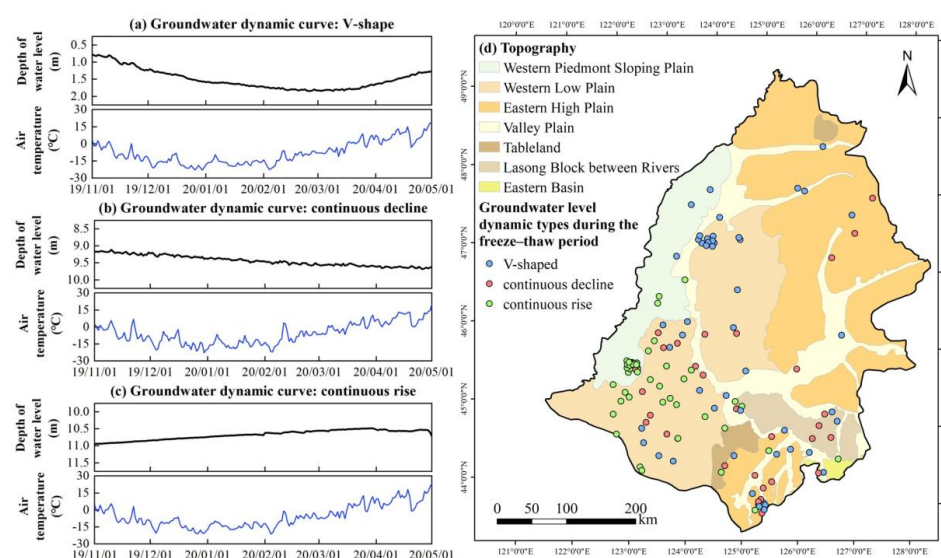 (a) Groundwater dynamic curve: V-shape
Depth of
water level
(m)
0.5
1.0
1.5
2.0
Air
temperature
(°C)
30
15
0
-15
-30
19/11/01 19/12/01 20/01/01 20/02/01 20/03/01 20/04/01 20/05/01
(b) Groundwater dynamic curve: continuous decline
Depth of
water level
(m)
8.5
9.0
9.5
10.0
Air
temperature
(°C)
30
15
0
-15
-30
19/11/01 19/12/01 20/01/01 20/02/01 20/03/01 20/04/01 20/05/01
(c) Groundwater dynamic curve: continuous rise
Depth of
water level
(m)
10.0
10.5
11.0
11.5
Air
temperature
(°C)
30
15
0
-15
-30
19/11/01 19/12/01 20/01/01 20/02/01 20/03/01 20/04/01 20/05/01
120°0'E 121°0'E 122°0'E 123°0'E 124°0'E 125°0'E 126°0'E 127°0'E 128°0'E
(d) Topography
Western Piedmont Sloping Plain
Western Low Plain
Eastern High Plain
Valley Plain
Tableland
Lasong Block between Rivers
Eastern Basin
Groundwater level
dynamic types during the
freeze–thaw period
V-shaped
continuous decline
continuous rise
N
49°0'0"N
48°0'0"N
47°0'0"N
46°0'0"N
45°0'0"N
44°0'0"N
0 50 100 200
km
121°0'E 122°0'E 123°0'E 124°0'E 125°0'E 126°0'E 127°0'E 128°0'E